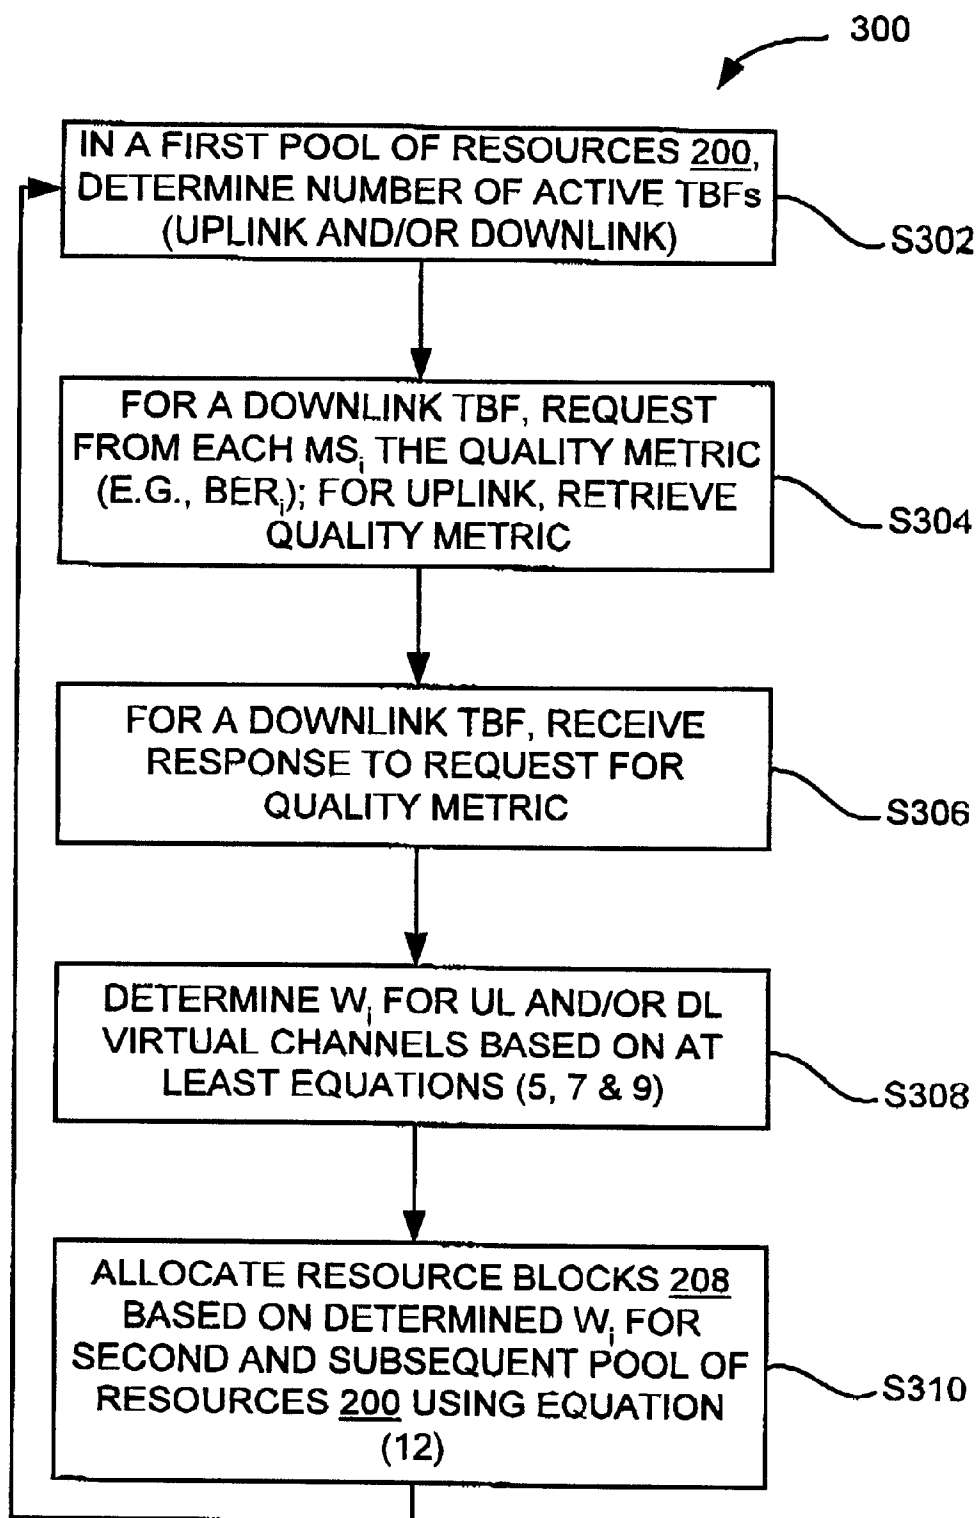 300
IN A FIRST POOL OF RESOURCES 200,
DETERMINE NUMBER OF ACTIVE TBFs
(UPLINK AND/OR DOWNLINK)
S302
FOR A DOWNLINK TBF, REQUEST
FROM EACH MSi THE QUALITY METRIC
(E.G., BERi); FOR UPLINK, RETRIEVE
QUALITY METRIC
S304
FOR A DOWNLINK TBF, RECEIVE
RESPONSE TO REQUEST FOR
QUALITY METRIC
S306
DETERMINE Wi FOR UL AND/OR DL
VIRTUAL CHANNELS BASED ON AT
LEAST EQUATIONS (5, 7 & 9)
S308
ALLOCATE RESOURCE BLOCKS 208
BASED ON DETERMINED Wi FOR
SECOND AND SUBSEQUENT POOL OF
RESOURCES 200 USING EQUATION
(12)
S310